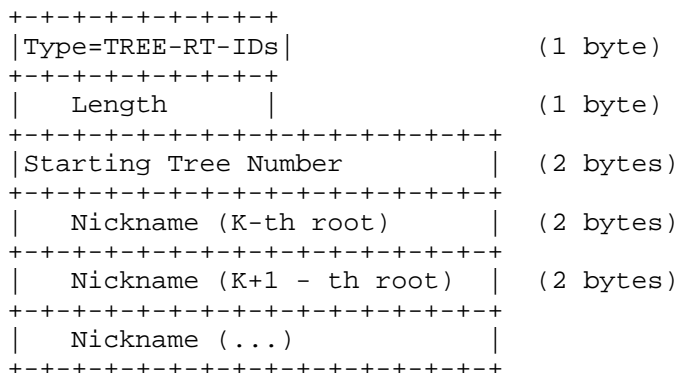 +-+-+-+-+-+-+-+
|Type=TREE-RT-IDs|               (1 byte)
+-+-+-+-+-+-+-+
|   Length      |                (1 byte)
+-+-+-+-+-+-+-+-+-+-+-+-+-+
|Starting Tree Number        |   (2 bytes)
+-+-+-+-+-+-+-+-+-+-+-+-+-+
|   Nickname (K-th root)     |   (2 bytes)
+-+-+-+-+-+-+-+-+-+-+-+-+-+
|   Nickname (K+1 - th root) |   (2 bytes)
+-+-+-+-+-+-+-+-+-+-+-+-+-+
|   Nickname (...)           |
+-+-+-+-+-+-+-+-+-+-+-+-+-+